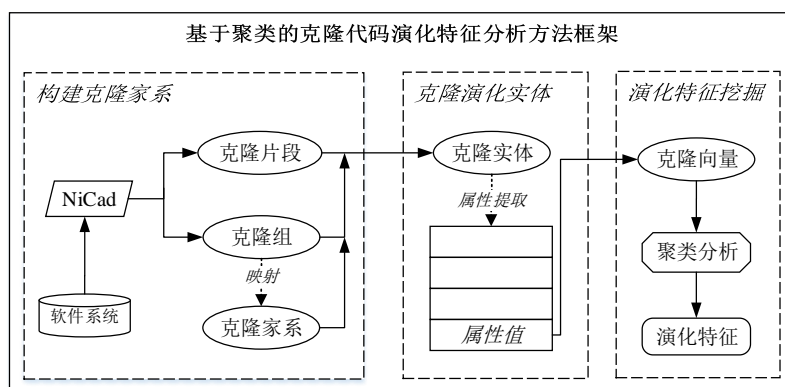 基于聚类的克隆代码演化特征分析方法框架
构建克隆家系
克隆片段
NiCad
克隆组
映射
软件系统
克隆家系
克隆演化实体
克隆实体
属性提取
属性值
演化特征挖掘
克隆向量
聚类分析
演化特征